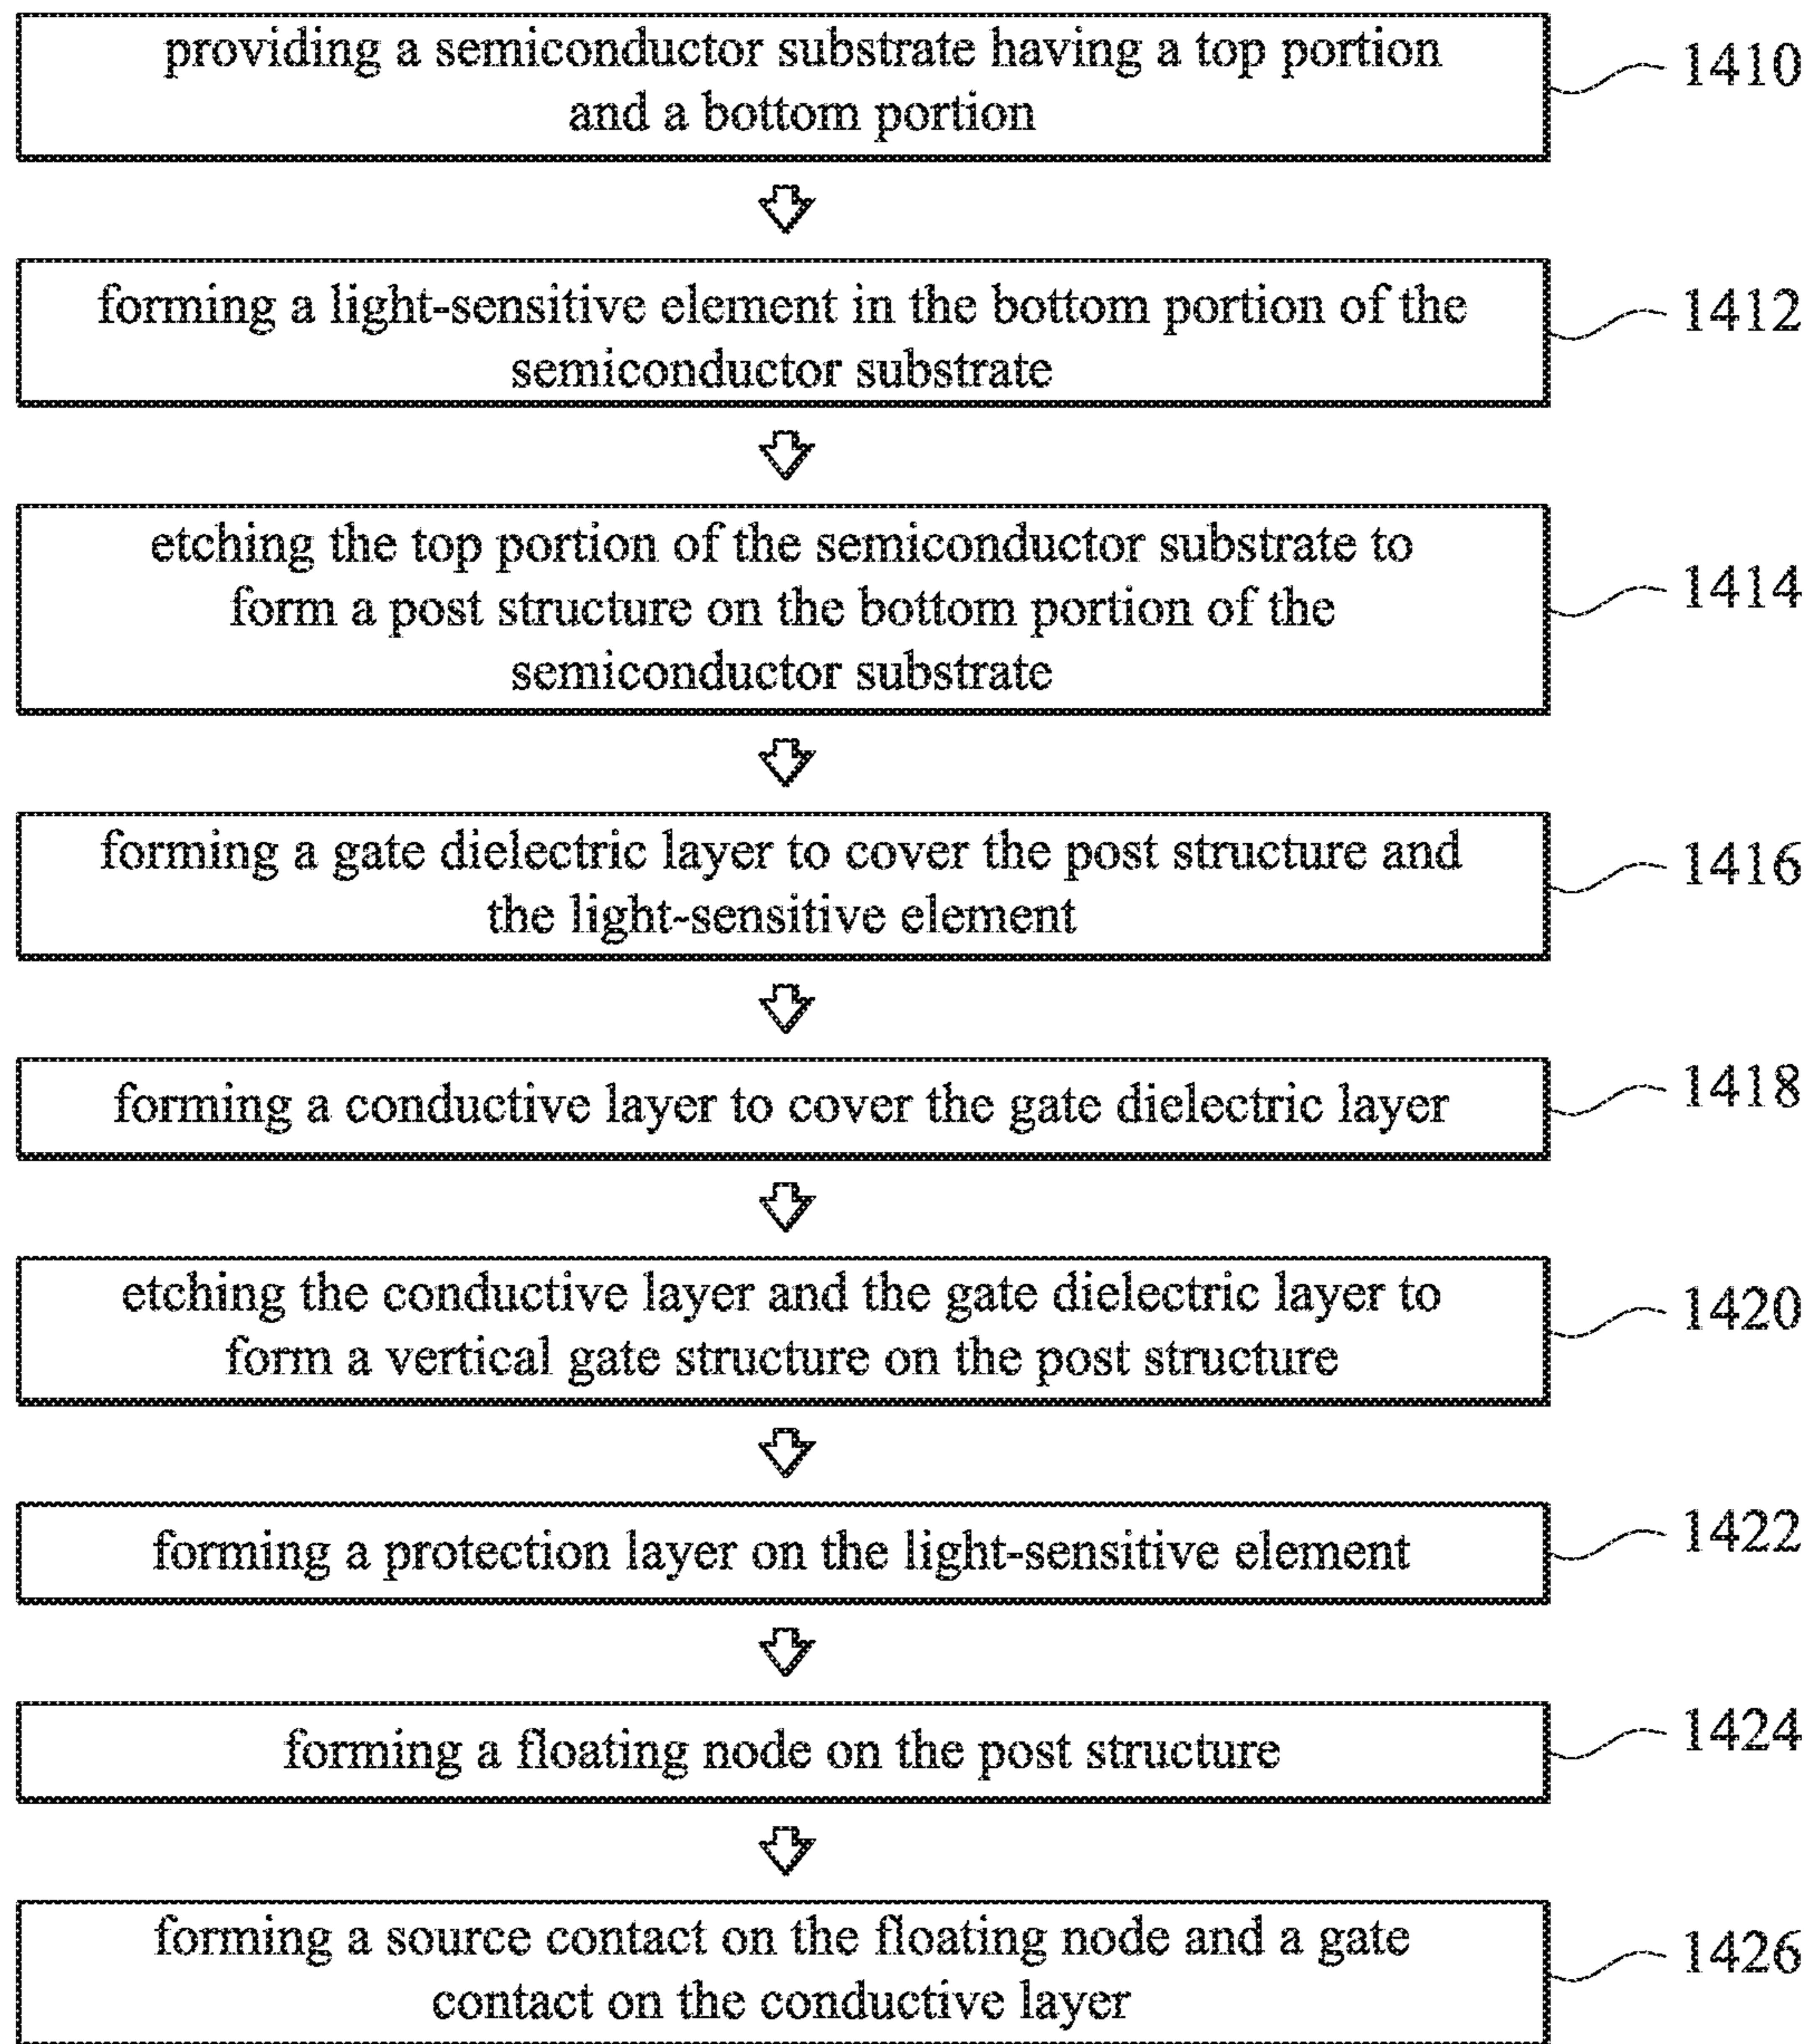 providing a semiconductor substrate having a top portion
and a bottom portion
1410
forming a light-sensitive element in the bottom portion of the
semiconductor substrate
1412
etching the top portion of the semiconductor substrate to
form a post structure on the bottom portion of the
semiconductor substrate
1414
forming a gate dielectric layer to cover the post structure and
the light-sensitive element
1416
forming a conductive layer to cover the gate dielectric layer
1418
etching the conductive layer and the gate dielectric layer to
form a vertical gate structure on the post structure
1420
forming a protection layer on the light-sensitive element
1422
forming a floating node on the post structure
1424
forming a source contact on the floating node and a gate
contact on the conductive layer
1426